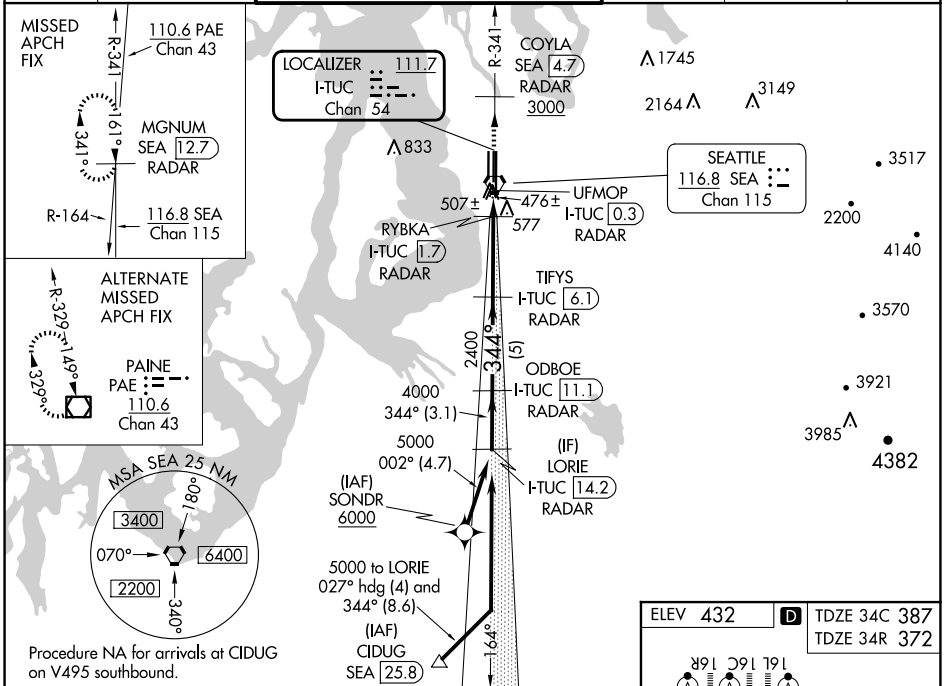 MISSED
APCH
FIX
R-341
110.6 PAE
Chan 43
341°
161°
MGNUM
SEA 12.7
RADAR
R-164
116.8 SEA
Chan 115
ALTERNATE
MISSED
APCH FIX
R-329
149°
329°
PAINE
PAE
110.6
Chan 43
MSA SEA 25 NM
180°
3400
070°
6400
2200
340°
Procedure NA for arrivals at CIDUG
on V495 southbound.
LOCALIZER 111.7
I-TUC
Chan 54
R-341
COYLA
SEA 4.7
RADAR
3000
1745
2164
3149
833
SEATTLE
116.8 SEA
Chan 115
3517
2200
4140
3570
3921
3985
4382
507±
476±
577
UFMOP
I-TUC 0.3
RADAR
RYBKA
I-TUC 1.7
RADAR
TIFYS
I-TUC 6.1
RADAR
2400
344°
(5)
ODBOE
I-TUC 11.1
RADAR
4000
344° (3.1)
5000
002° (4.7)
(IF)
LORIE
I-TUC 14.2
RADAR
(IAF)
SONDR
6000
5000 to LORIE
027° hdg (4) and
344° (8.6)
(IAF)
CIDUG
SEA 25.8
164°
ELEV 432
D
TDZE 34C 387
TDZE 34R 372
16R 16C 16L
A A A